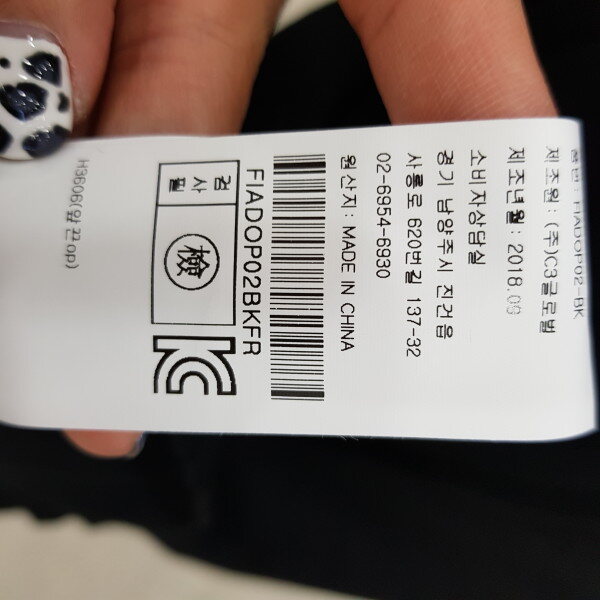 품번: FIADOP02-BK
제조원: (주)C3글로벌
제조년월: 2018.09
소비자상담실
경기 남양주시 진건읍
사릉로 620번길 137-32
02-6954-6930
원산지: MADE IN CHINA
FIADOP02BKFR
검사필
檢
H3606(앞끈op)